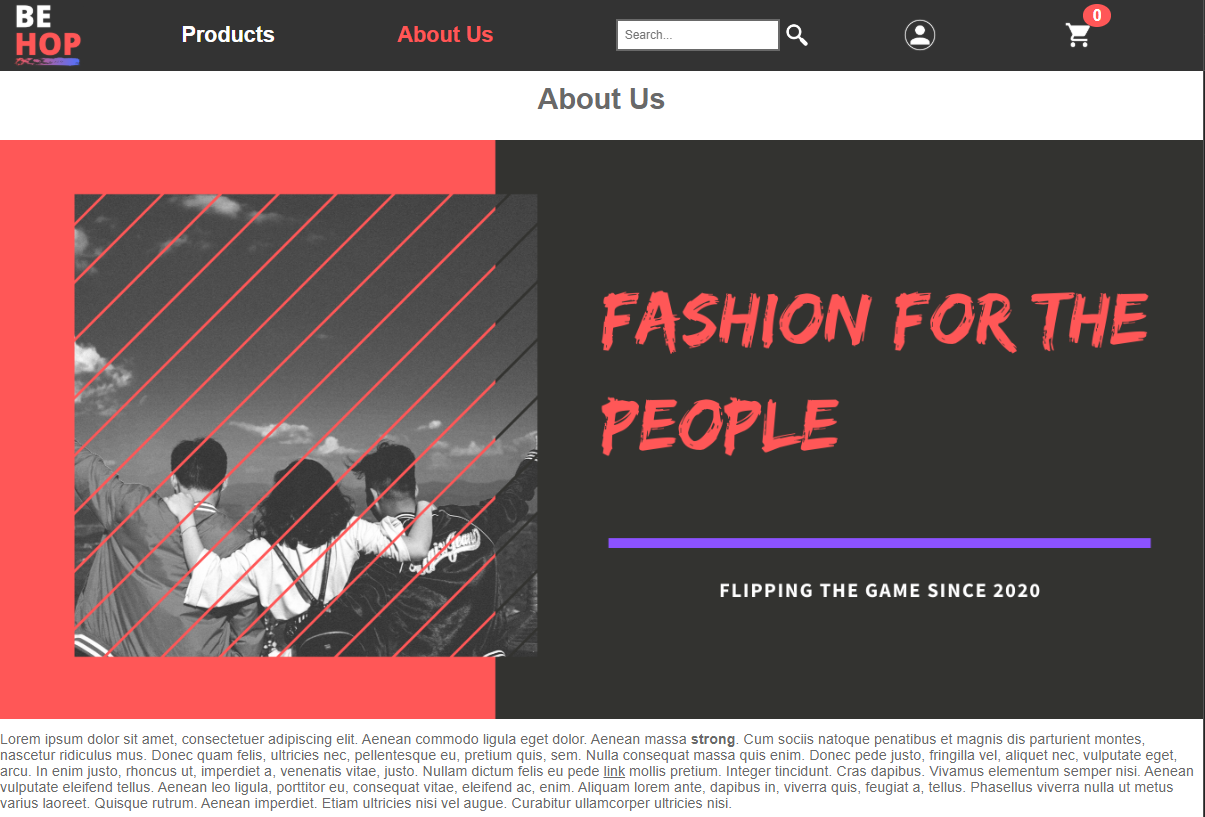 BE
HOP
Products
About Us
Search...
0
About Us
FASHION FOR THE
PEOPLE
FLIPPING THE GAME SINCE 2020
Lorem ipsum dolor sit amet, consectetuer adipiscing elit. Aenean commodo ligula eget dolor. Aenean massa strong. Cum sociis natoque penatibus et magnis dis parturient montes,
nascetur ridiculus mus. Donec quam felis, ultricies nec, pellentesque eu, pretium quis, sem. Nulla consequat massa quis enim. Donec pede justo, fringilla vel, aliquet nec, vulputate eget,
arcu. In enim justo, rhoncus ut, imperdiet a, venenatis vitae, justo. Nullam dictum felis eu pede link mollis pretium. Integer tincidunt. Cras dapibus. Vivamus elementum semper nisi. Aenean
vulputate eleifend tellus. Aenean leo ligula, porttitor eu, consequat vitae, eleifend ac, enim. Aliquam lorem ante, dapibus in, viverra quis, feugiat a, tellus. Phasellus viverra nulla ut metus
varius laoreet. Quisque rutrum. Aenean imperdiet. Etiam ultricies nisi vel augue. Curabitur ullamcorper ultricies nisi.